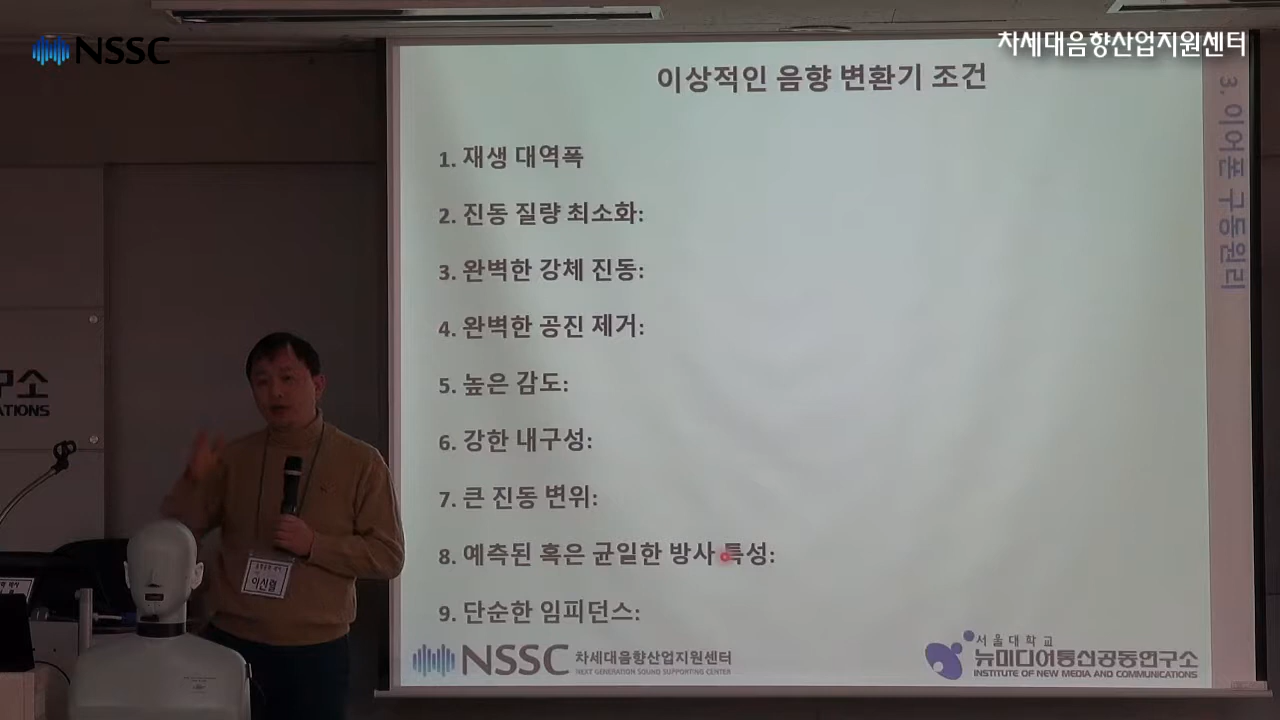 NSSC
차세대음향산업지원센터
이상적인 음향 변환기 조건
3. 이어폰 구동원리
1. 재생 대역폭
2. 진동 질량 최소화:
3. 완벽한 강체 진동:
4. 완벽한 공진 제거:
5. 높은 감도:
6. 강한 내구성:
7. 큰 진동 변위:
8. 예측된 혹은 균일한 방사 특성:
9. 단순한 임피던스:
NSSC 차세대음향산업지원센터
NEXT GENERATION SOUND SUPPORTING CENTER
서울대학교
뉴미디어통신공동연구소
INSTITUTE OF NEW MEDIA AND COMMUNICATIONS
구소
ATIONS
이신렬